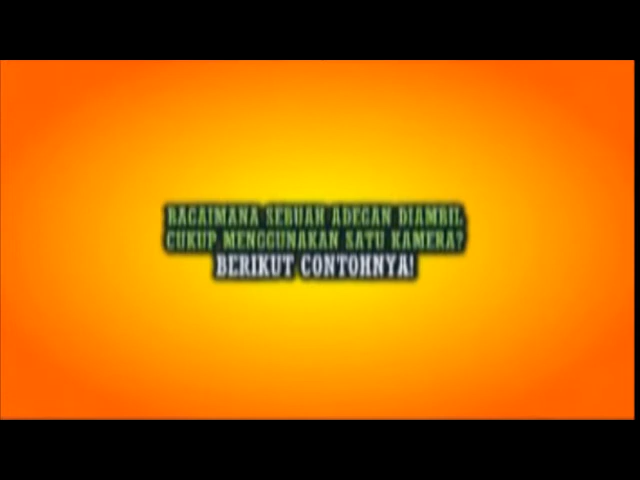 BAGAIMANA SEBUAH ADEGAN DIAMBIL
CUKUP MENGGUNAKAN SATU KAMERA?
BERIKUT CONTOHNYA!